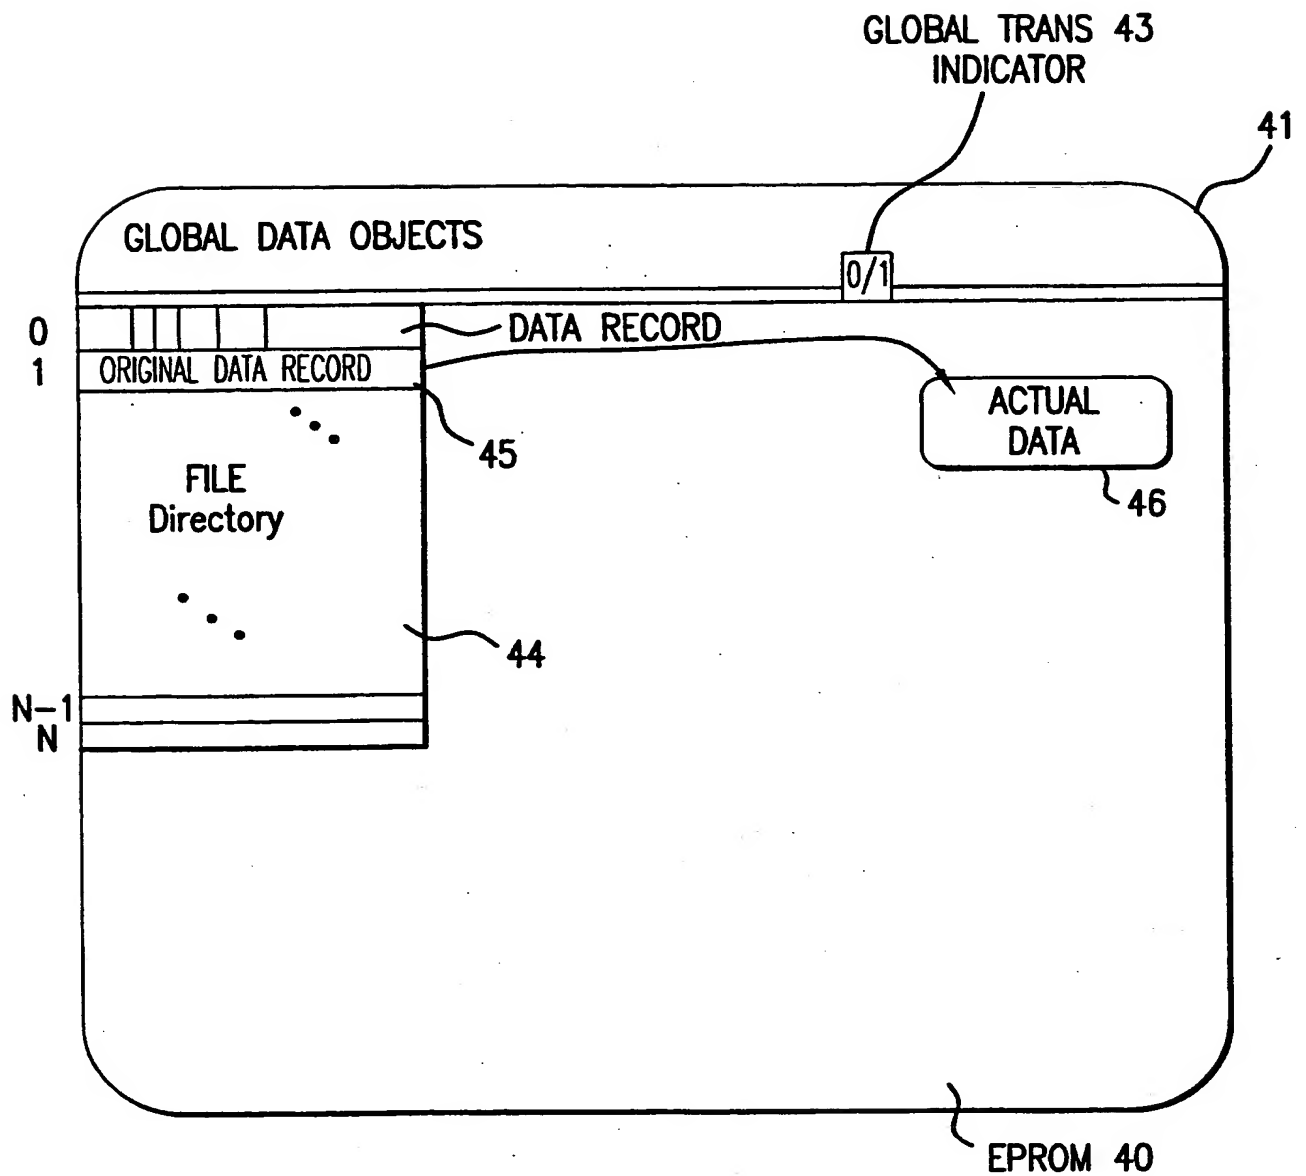 GLOBAL TRANS 43
INDICATOR
41
GLOBAL DATA OBJECTS
0/1
0
DATA RECORD
1
ORIGINAL DATA RECORD
ACTUAL
DATA
45
46
FILE
Directory
44
N-1
N
EPROM 40